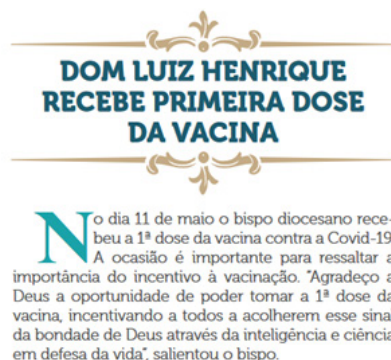 DOM LUIZ HENRIQUE
RECEBE PRIMEIRA DOSE
DA VACINA
No dia 11 de maio o bispo diocesano rece-
beu a 1ª dose da vacina contra a Covid-19
A ocasião é importante para ressaltar a
importância do incentivo à vacinação. "Agradeço a
Deus a oportunidade de poder tomar a 1ª dose da
vacina, incentivando a todos a acolherem esse sina
da bondade de Deus através da inteligência e ciência
em defesa da vida", salientou o bispo.